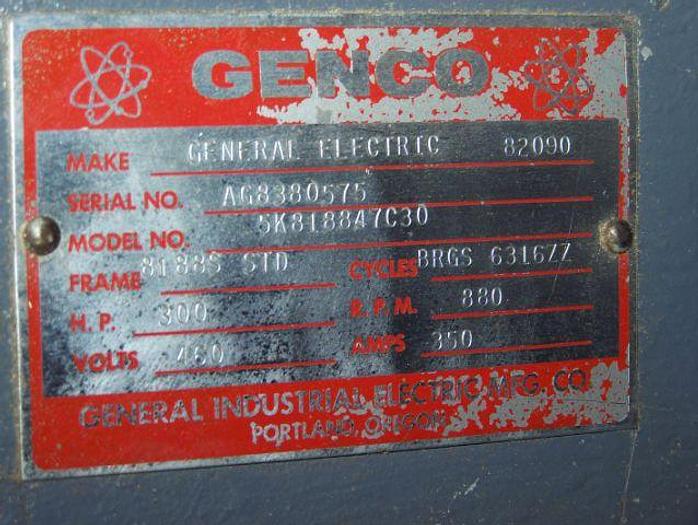 GENCO
MAKE GENERAL ELECTRIC 82090
SERIAL NO. AG8380575
MODEL NO. 5K818847C30
FRAME 8188S STD CYCLES BRGS 6316ZZ
H.P. 300 R.P.M. 880
VOLTS 460 AMPS 350
GENERAL INDUSTRIAL ELECTRIC MFG. CO.
PORTLAND, OREGON